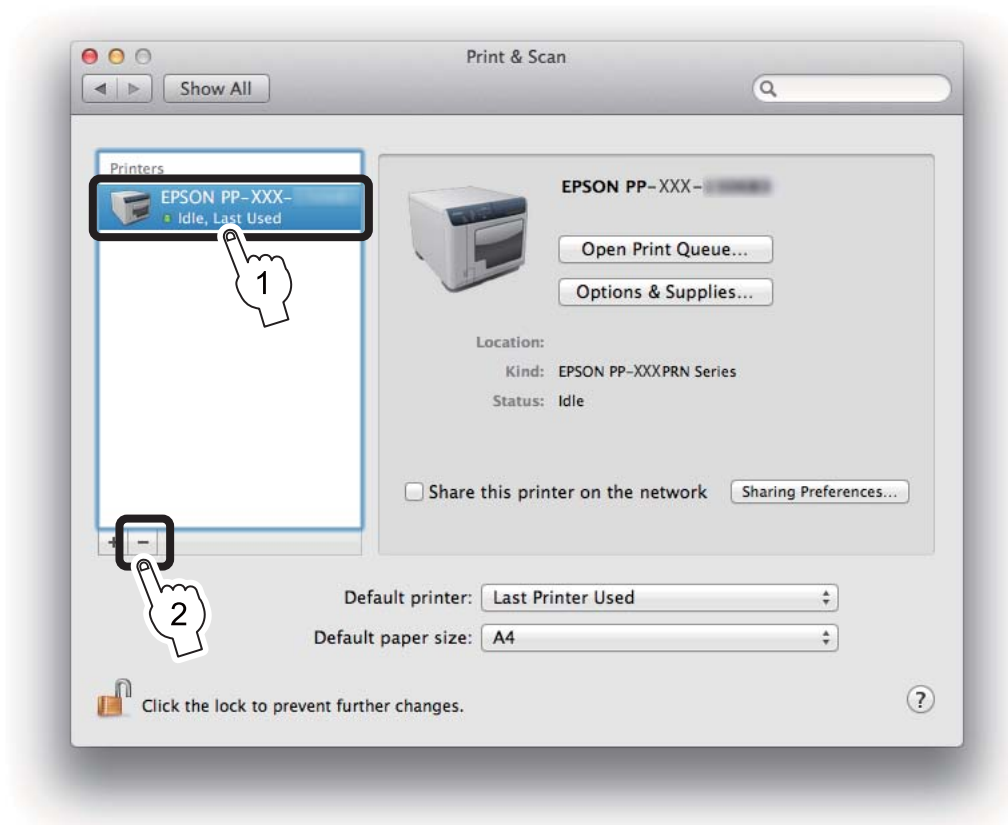 Print & Scan
Show All
Printers
EPSON PP-XXX-
Idle, Last Used
1
EPSON PP-XXX-
Open Print Queue...
Options & Supplies...
Location:
Kind: EPSON PP-XXXPRN Series
Status: Idle
Share this printer on the network Sharing Preferences...
+ −
2
Default printer: Last Printer Used
Default paper size: A4
Click the lock to prevent further changes.
?